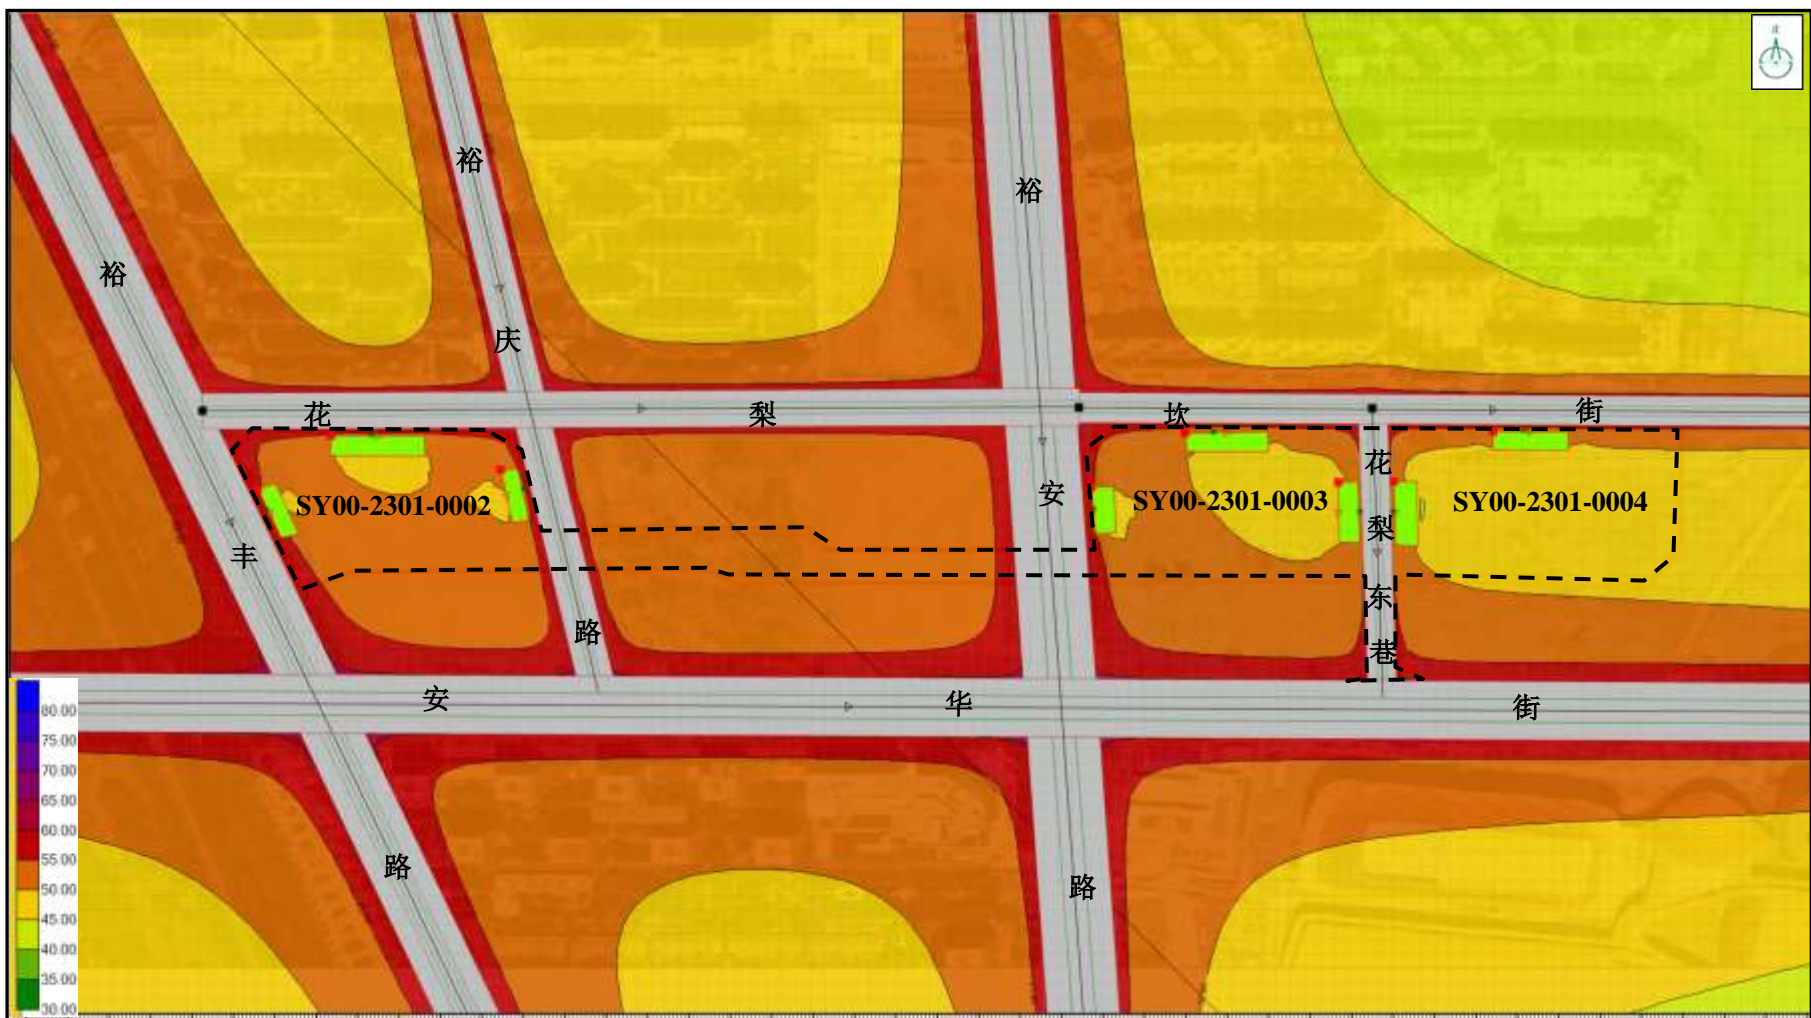 北
裕
裕
裕
庆
花
梨
坎
街
花
梨
东
巷
SY00-2301-0002
安
SY00-2301-0003
SY00-2301-0004
丰
路
安
华
街
路
路
80.00
75.00
70.00
65.00
60.00
55.00
50.00
45.00
40.00
35.00
30.00